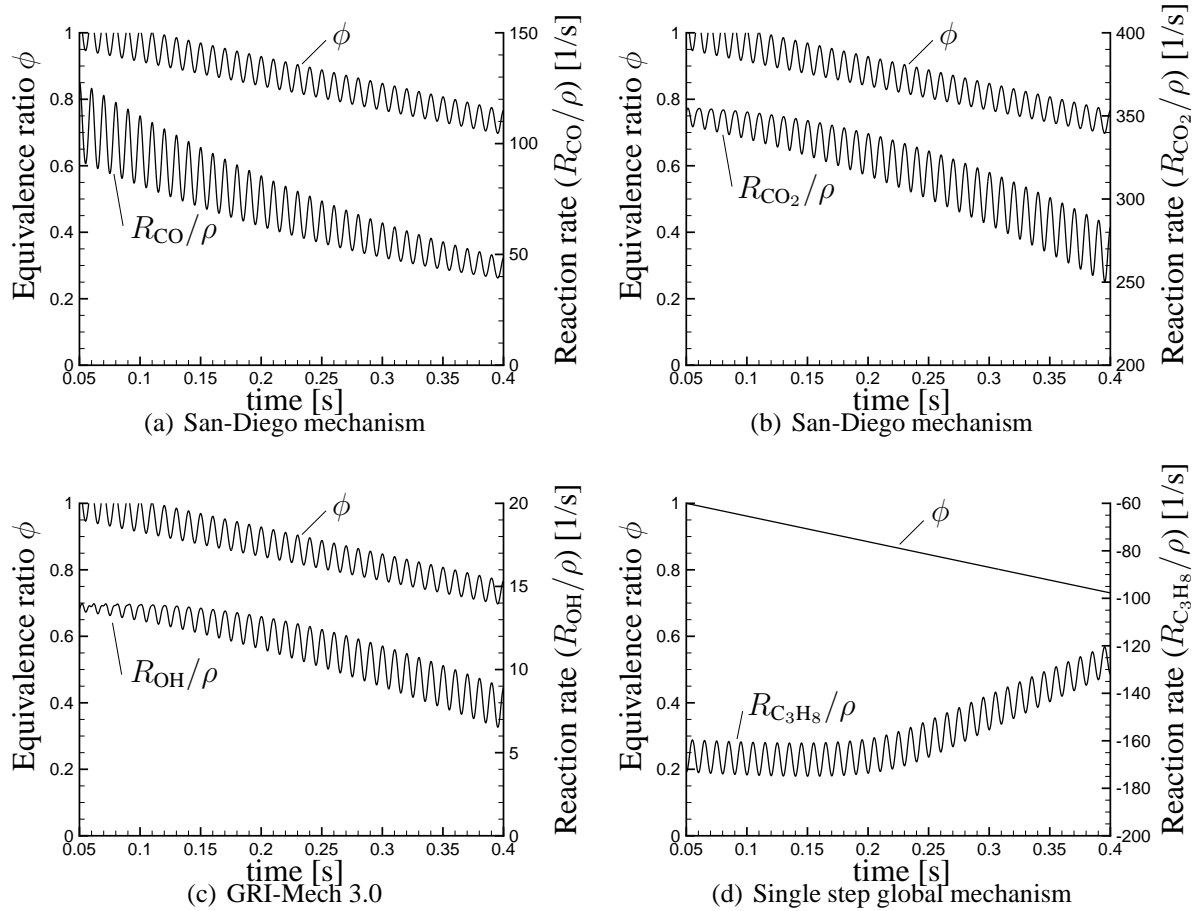 Equivalence ratio ϕ
1
0.8
0.6
0.4
0.2
0
0.05 0.1 0.15 0.2 0.25 0.3 0.35 0.4
time [s]
150
100
50
0
Reaction rate (R_CO/ρ) [1/s]
ϕ
R_CO/ρ
(a) San-Diego mechanism
Equivalence ratio ϕ
1
0.8
0.6
0.4
0.2
0
0.05 0.1 0.15 0.2 0.25 0.3 0.35 0.4
time [s]
400
350
300
250
200
Reaction rate (R_CO₂/ρ) [1/s]
ϕ
R_CO₂/ρ
(b) San-Diego mechanism
Equivalence ratio ϕ
1
0.8
0.6
0.4
0.2
0
0.05 0.1 0.15 0.2 0.25 0.3 0.35 0.4
time [s]
20
15
10
5
0
Reaction rate (R_OH/ρ) [1/s]
ϕ
R_OH/ρ
(c) GRI-Mech 3.0
Equivalence ratio ϕ
1
0.8
0.6
0.4
0.2
0
0.05 0.1 0.15 0.2 0.25 0.3 0.35 0.4
time [s]
-60
-80
-100
-120
-140
-160
-180
-200
Reaction rate (R_C₃H₈/ρ) [1/s]
ϕ
R_C₃H₈/ρ
(d) Single step global mechanism